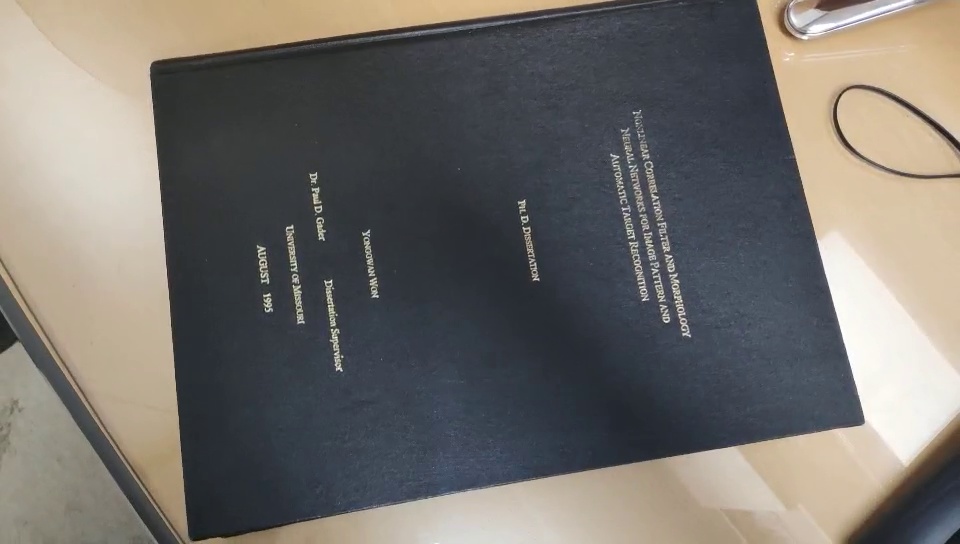 NONLINEAR CORRELATION FILTER AND MORPHOLOGY
NEURAL NETWORKS FOR IMAGE PATTERN AND
AUTOMATIC TARGET RECOGNITION
PH. D. DISSERTATION
YONGGWAN WON
Dr. Paul D. Gader Dissertation Supervisor
UNIVERSITY OF MISSOURI
AUGUST 1995